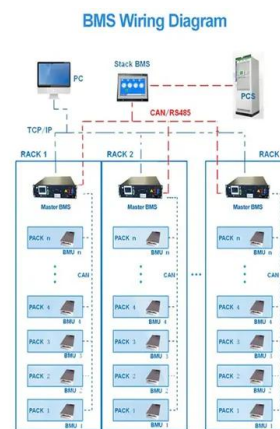 BMS Wiring Diagram
PC
Stack BMS
PCS
CAN/RS485
TCP/IP
RACK 1
RACK 2
RACK
Master BMS
Master BMS
Master BMS
PACK n
BMU n
PACK n
BMU n
PACK n
BMU n
CAN
CAN
CAN
PACK 4
BMU 4
PACK 4
BMU 4
PACK 4
BMU 4
PACK 3
BMU 3
PACK 3
BMU 3
PACK 3
BMU 3
PACK 2
BMU 2
PACK 2
BMU 2
PACK 2
BMU 2
PACK 1
BMU 1
PACK 1
BMU 1
PACK 1
BMU 1